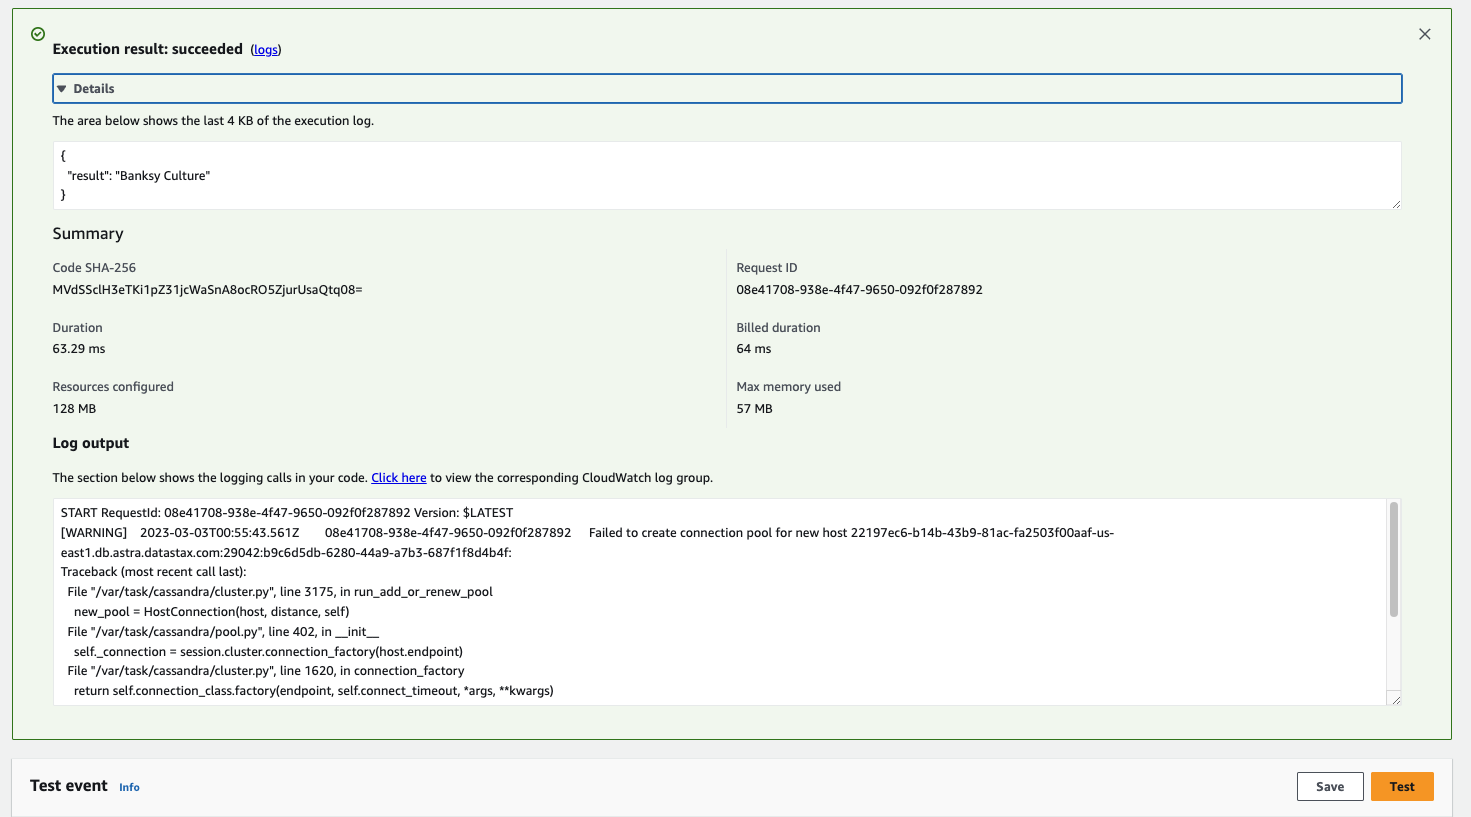 Execution result: succeeded (logs)
Details
The area below shows the last 4 KB of the execution log.
{
"result": "Banksy Culture"
}
Summary
Code SHA-256
MVdSSclH3eTKi1pZ31jcWaSnA8ocRO5ZjurUsaQtq08=
Request ID
08e41708-938e-4f47-9650-092f0f287892
Duration
63.29 ms
Billed duration
64 ms
Resources configured
128 MB
Max memory used
57 MB
Log output
The section below shows the logging calls in your code. Click here to view the corresponding CloudWatch log group.
START RequestId: 08e41708-938e-4f47-9650-092f0f287892 Version: $LATEST
[WARNING] 2023-03-03T00:55:43.561Z 08e41708-938e-4f47-9650-092f0f287892 Failed to create connection pool for new host 22197ec6-b14b-43b9-81ac-fa2503f00aaf-us-
east1.db.astra.datastax.com:29042:b9c6d5db-6280-44a9-a7b3-687f1f8d4b4f:
Traceback (most recent call last):
File "/var/task/cassandra/cluster.py", line 3175, in run_add_or_renew_pool
new_pool = HostConnection(host, distance, self)
File "/var/task/cassandra/pool.py", line 402, in __init__
self._connection = session.cluster.connection_factory(host.endpoint)
File "/var/task/cassandra/cluster.py", line 1620, in connection_factory
return self.connection_class.factory(endpoint, self.connect_timeout, *args, **kwargs)
Test event Info
Save
Test